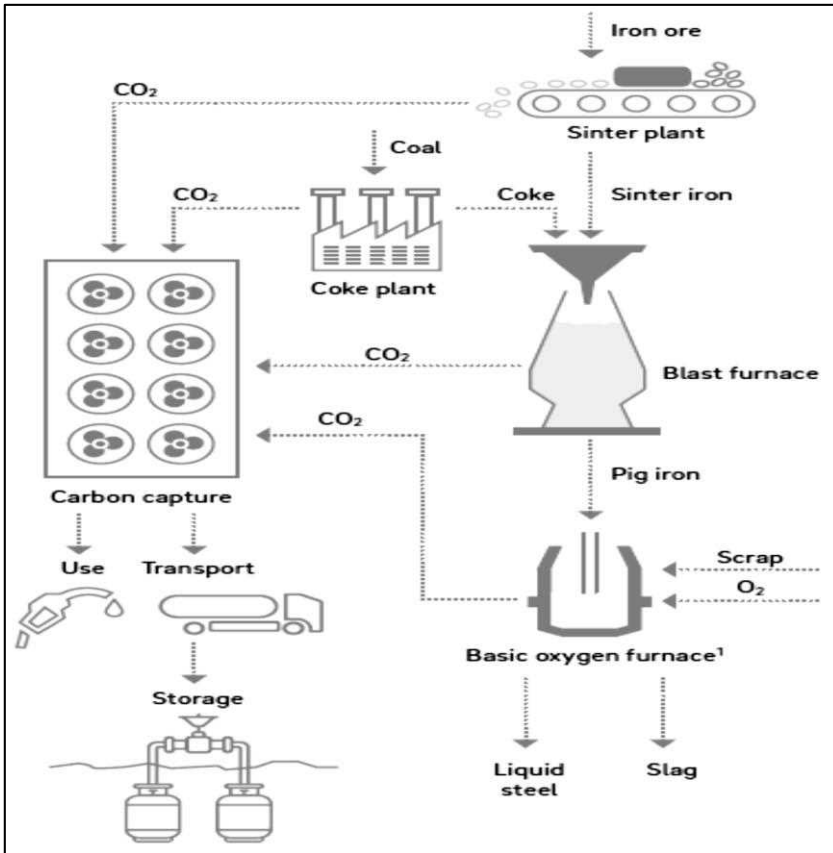 Iron ore
CO₂
Sinter plant
Coal
CO₂
Coke
Sinter iron
Coke plant
CO₂
Blast furnace
CO₂
Pig iron
Carbon capture
Use
Transport
Scrap
O₂
Basic oxygen furnace¹
Storage
Liquid
steel
Slag